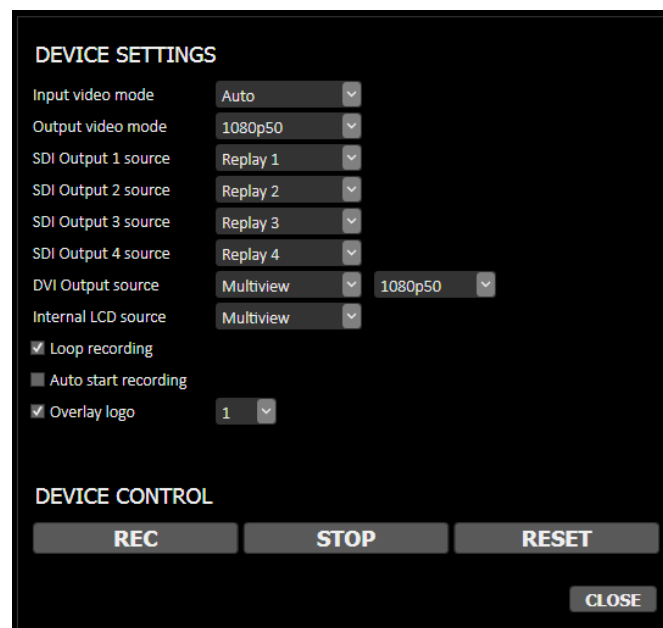 DEVICE SETTINGS
Input video mode Auto
Output video mode 1080p50
SDI Output 1 source Replay 1
SDI Output 2 source Replay 2
SDI Output 3 source Replay 3
SDI Output 4 source Replay 4
DVI Output source Multiview 1080p50
Internal LCD source Multiview
Loop recording
Auto start recording
Overlay logo 1
DEVICE CONTROL
REC STOP RESET
CLOSE